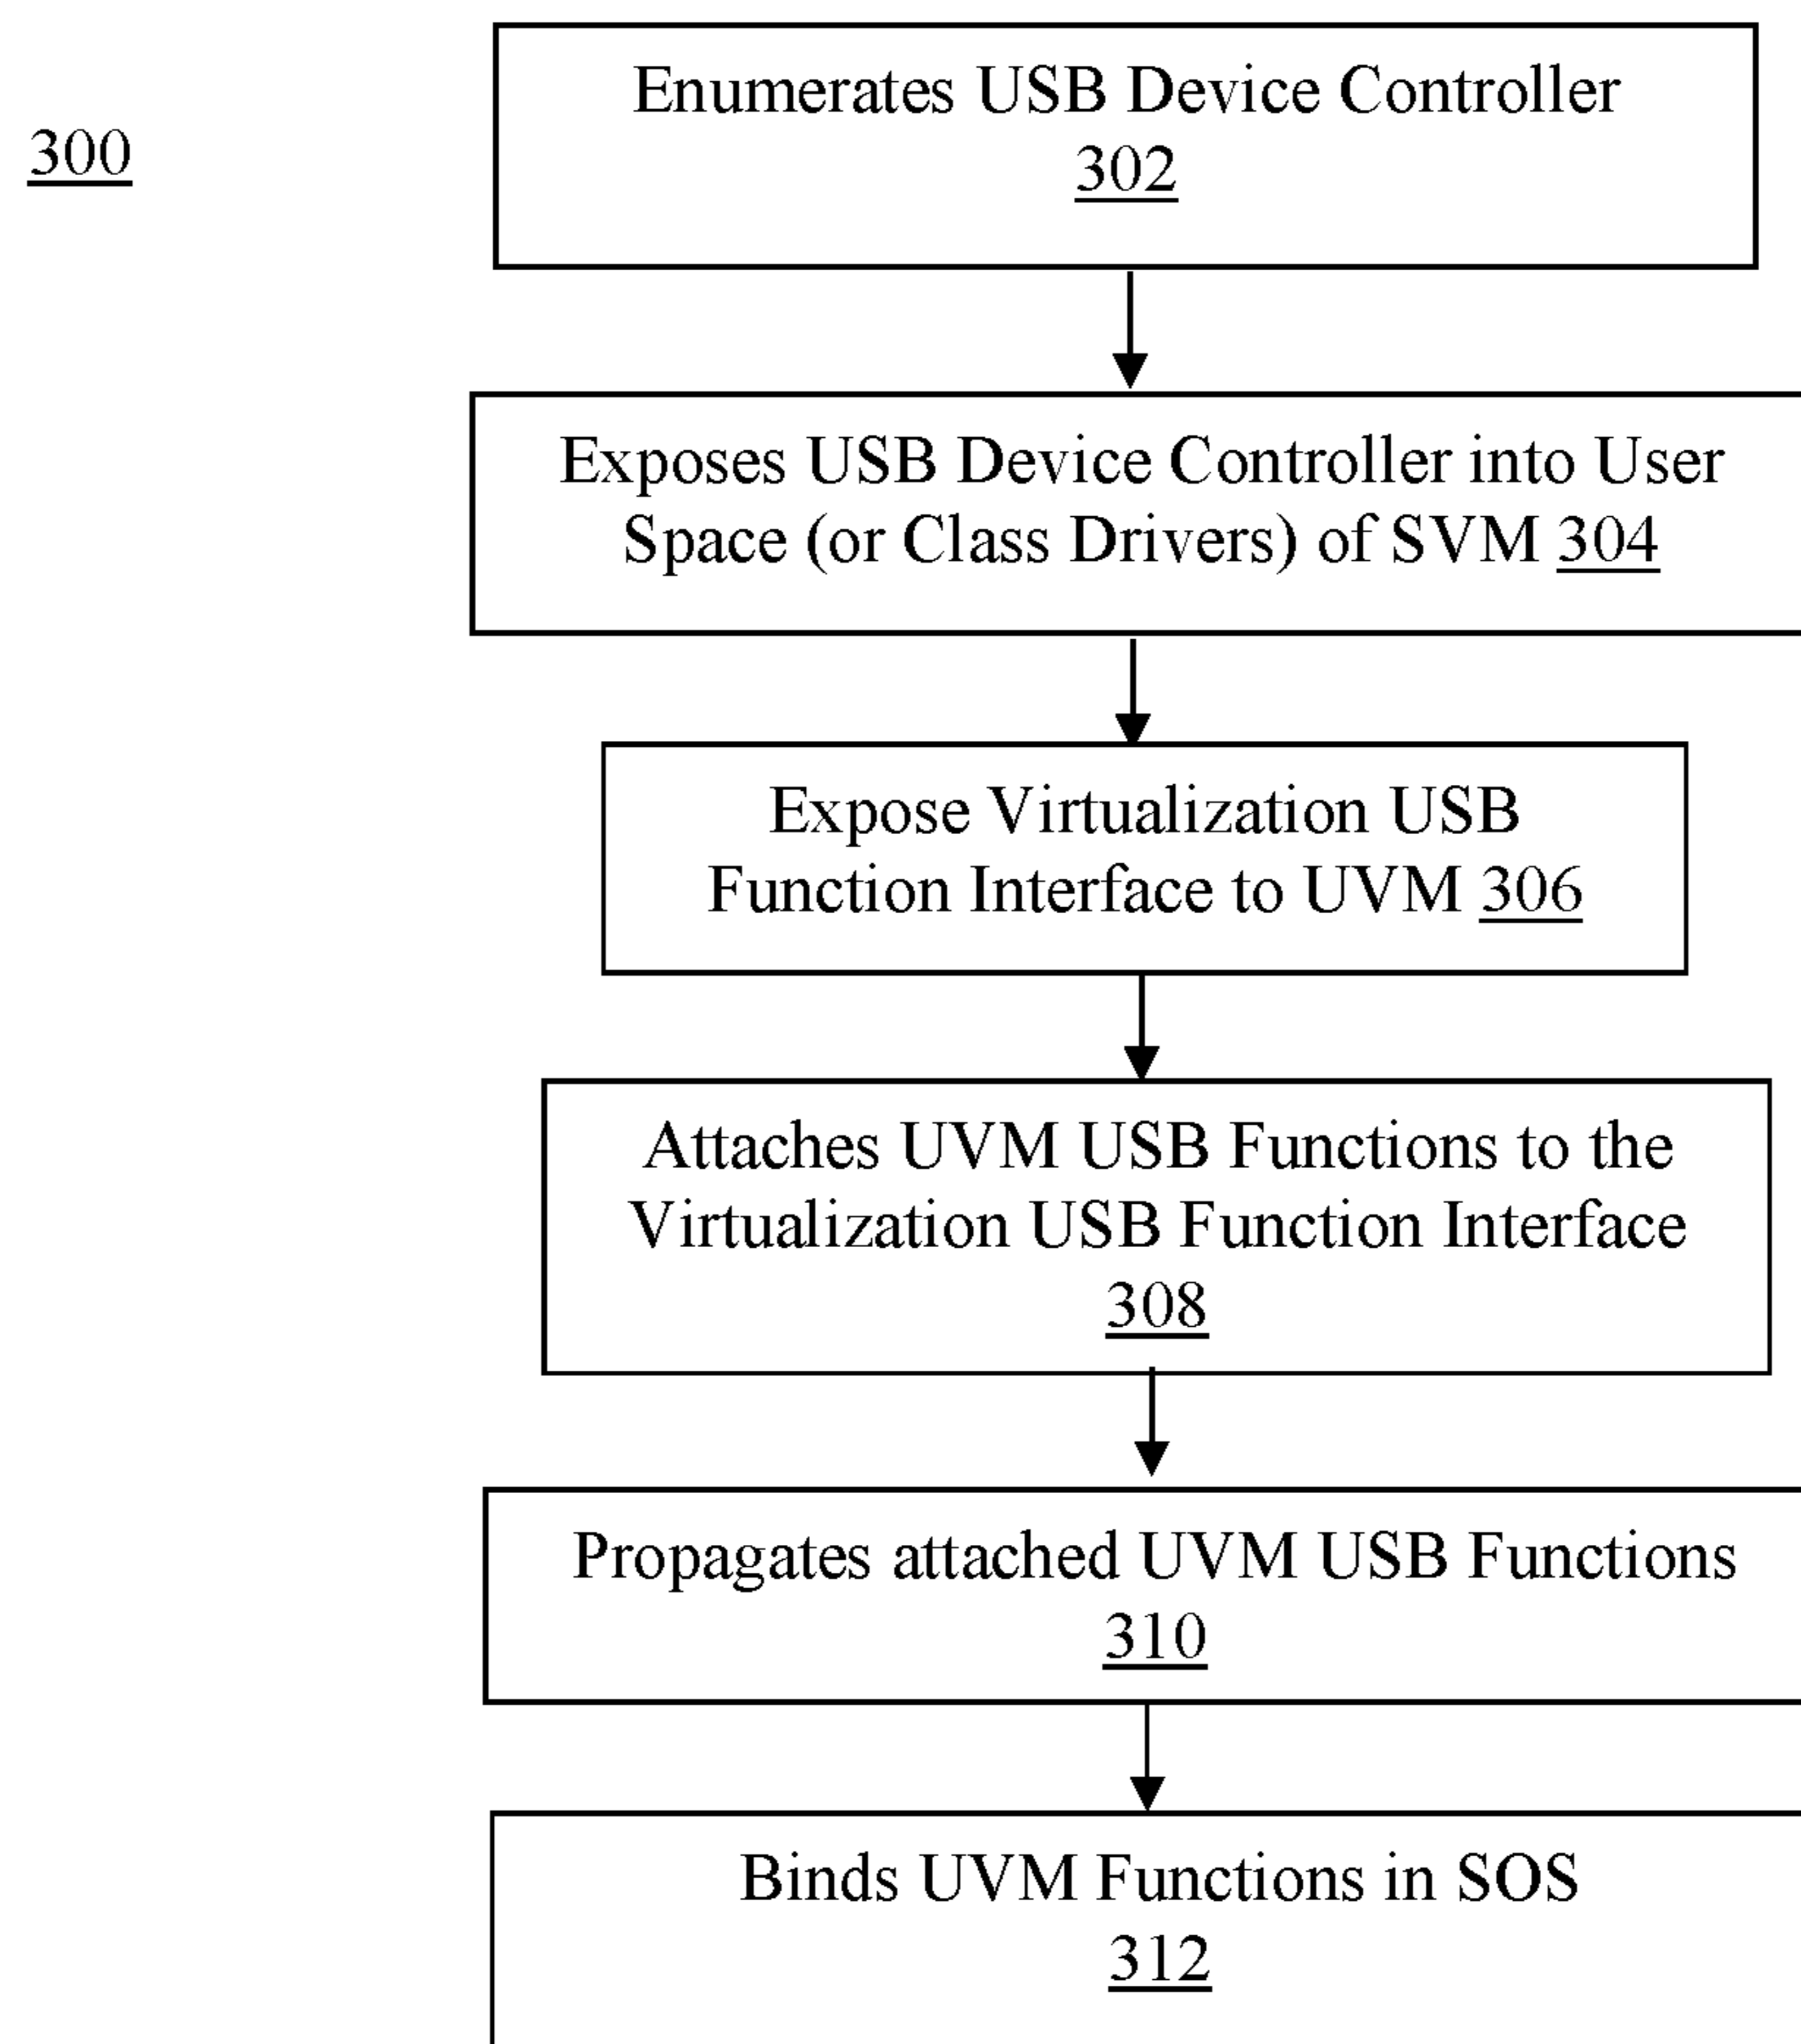 300
Enumerates USB Device Controller
302
Exposes USB Device Controller into User
Space (or Class Drivers) of SVM 304
Expose Virtualization USB
Function Interface to UVM 306
Attaches UVM USB Functions to the
Virtualization USB Function Interface
308
Propagates attached UVM USB Functions
310
Binds UVM Functions in SOS
312